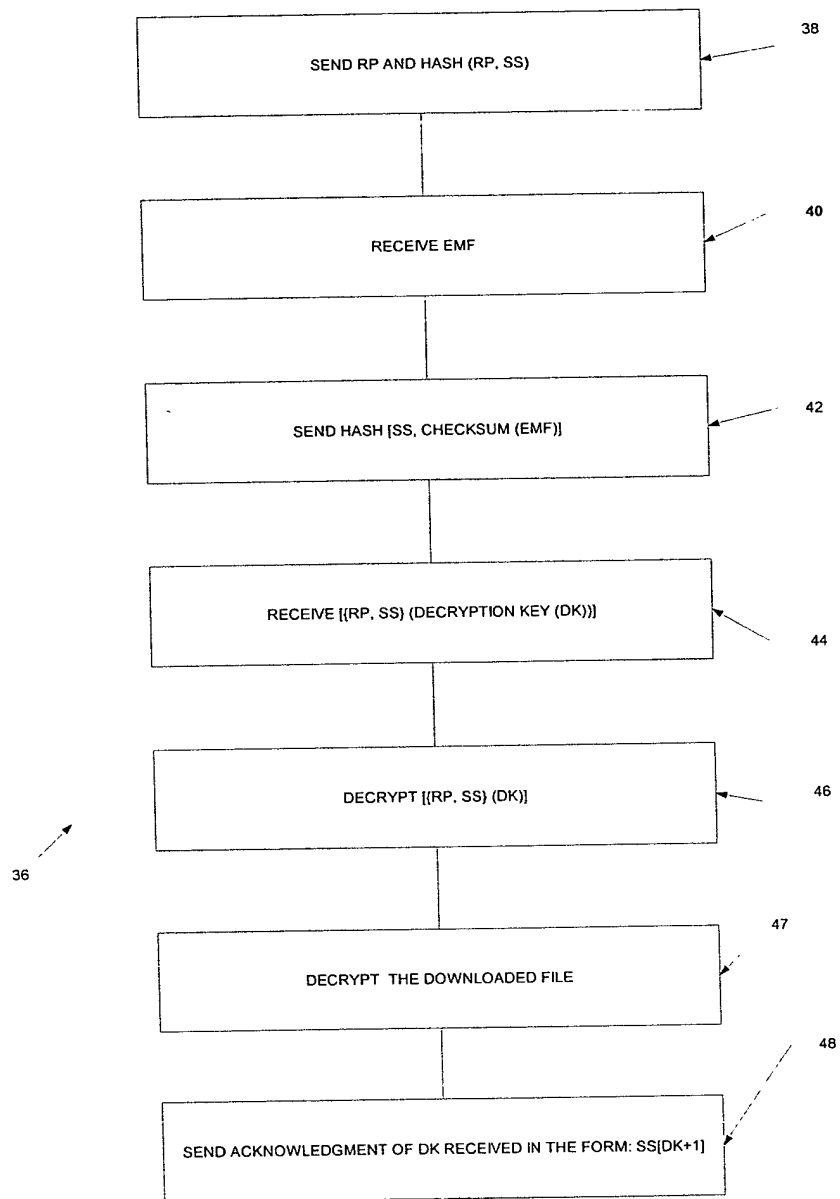 38
SEND RP AND HASH (RP, SS)
40
RECEIVE EMF
42
SEND HASH [SS, CHECKSUM (EMF)]
RECEIVE [{RP, SS} (DECRYPTION KEY (DK))]
44
DECRYPT [{RP, SS} (DK)]
46
36
47
DECRYPT THE DOWNLOADED FILE
48
SEND ACKNOWLEDGMENT OF DK RECEIVED IN THE FORM: SS[DK+1]